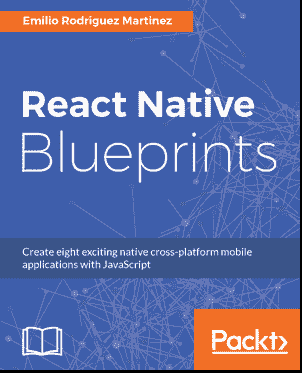 Emilio Rodriguez Martinez
React Native
Blueprints
Create eight exciting native cross-platform mobile
applications with JavaScript
Packt>